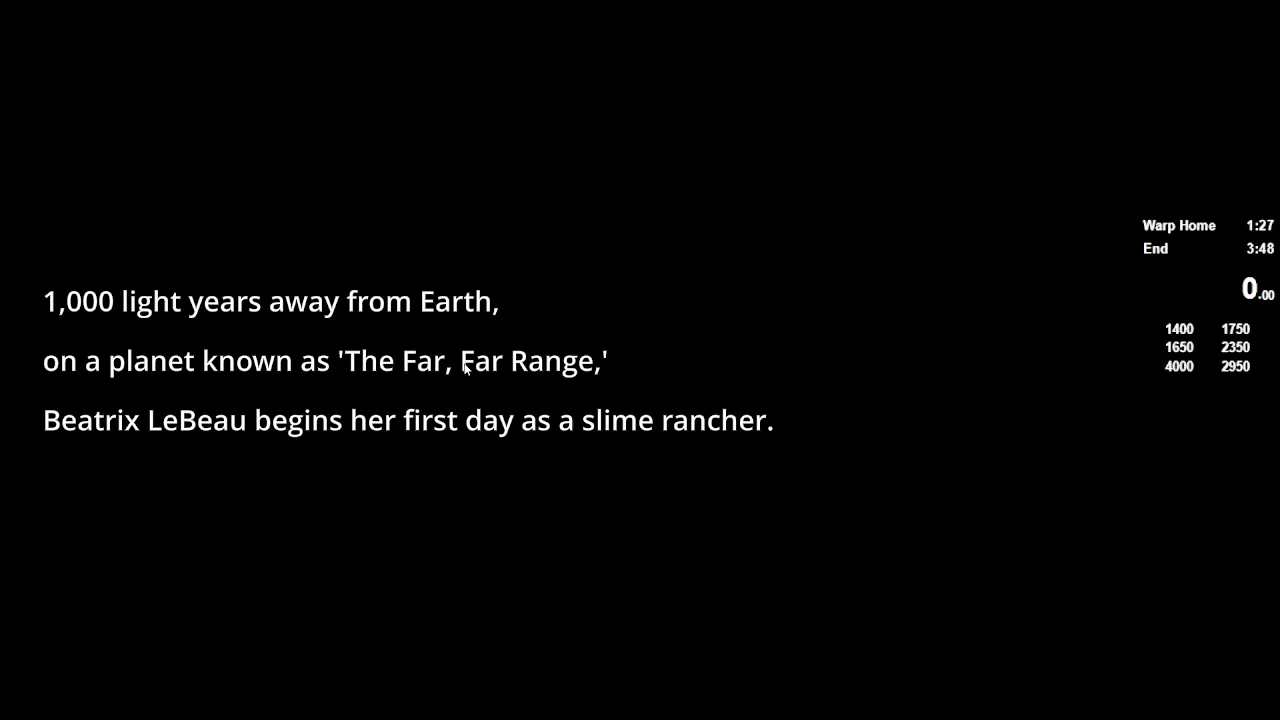 1,000 light years away from Earth,
on a planet known as 'The Far, Far Range,'
Beatrix LeBeau begins her first day as a slime rancher.
Warp Home 1:27
End 3:48
0.00
1400 1750
1650 2350
4000 2950